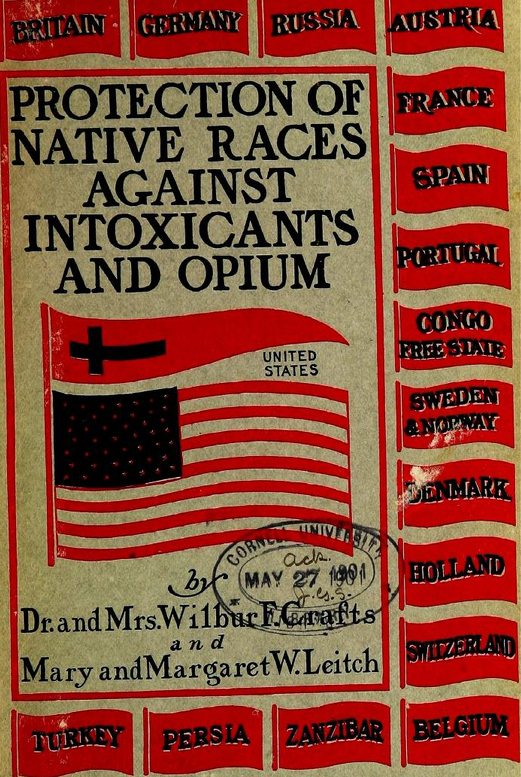 BRITAIN
GERMANY
RUSSIA
AUSTRIA
FRANCE
SPAIN
PORTUGAL
CONGO
FREE STATE
SWEDEN
& NORWAY
DENMARK
HOLLAND
SWITZERLAND
BELGIUM
ZANZIBAR
PERSIA
TURKEY
PROTECTION OF
NATIVE RACES
AGAINST
INTOXICANTS
AND OPIUM
UNITED
STATES
by
Dr. and Mrs. Wilbur F. Crafts
and
Mary and Margaret W. Leitch
CORNELL UNIVERSITY
Ack.
MAY 27 1901
J.G.S.